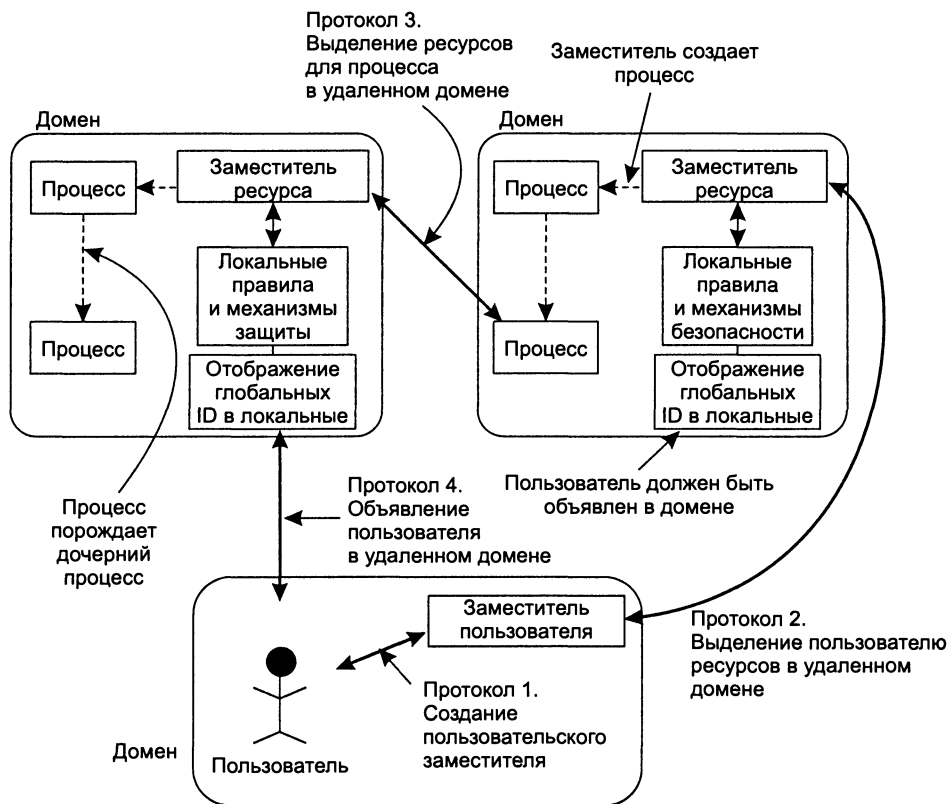 Протокол 3.
Выделение ресурсов
для процесса
в удаленном домене
Заместитель создает
процесс
Домен
Домен
Процесс
Заместитель
ресурса
Процесс
Заместитель
ресурса
Локальные
правила
и механизмы
защиты
Локальные
правила
и механизмы
безопасности
Процесс
Процесс
Отображение
глобальных
ID в локальные
Отображение
глобальных
ID в локальные
Процесс
порождает
дочерний
процесс
Протокол 4.
Объявление
пользователя
в удаленном домене
Пользователь должен быть
объявлен в домене
Заместитель
пользователя
Протокол 2.
Выделение пользователю
ресурсов в удаленном
домене
Протокол 1.
Создание
пользовательского
заместителя
Домен
Пользователь